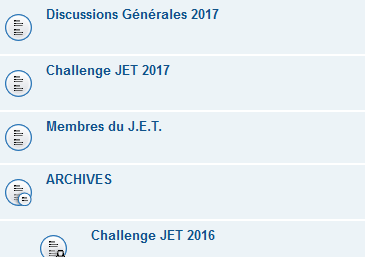 Discussions Générales 2017
Challenge JET 2017
Membres du J.E.T.
ARCHIVES
Challenge JET 2016